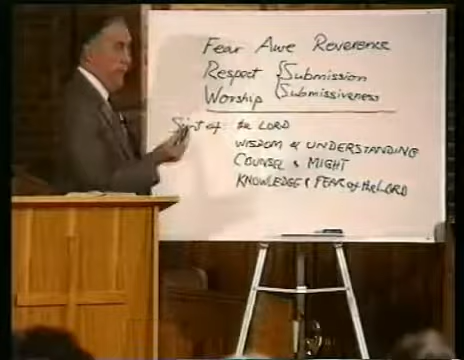 Fear Awe Reverence
Respect {Submission
Worship {Submissiveness
Spirit of the LORD
WISDOM & UNDERSTANDING
COUNSEL & MIGHT
KNOWLEDGE & FEAR of the LORD